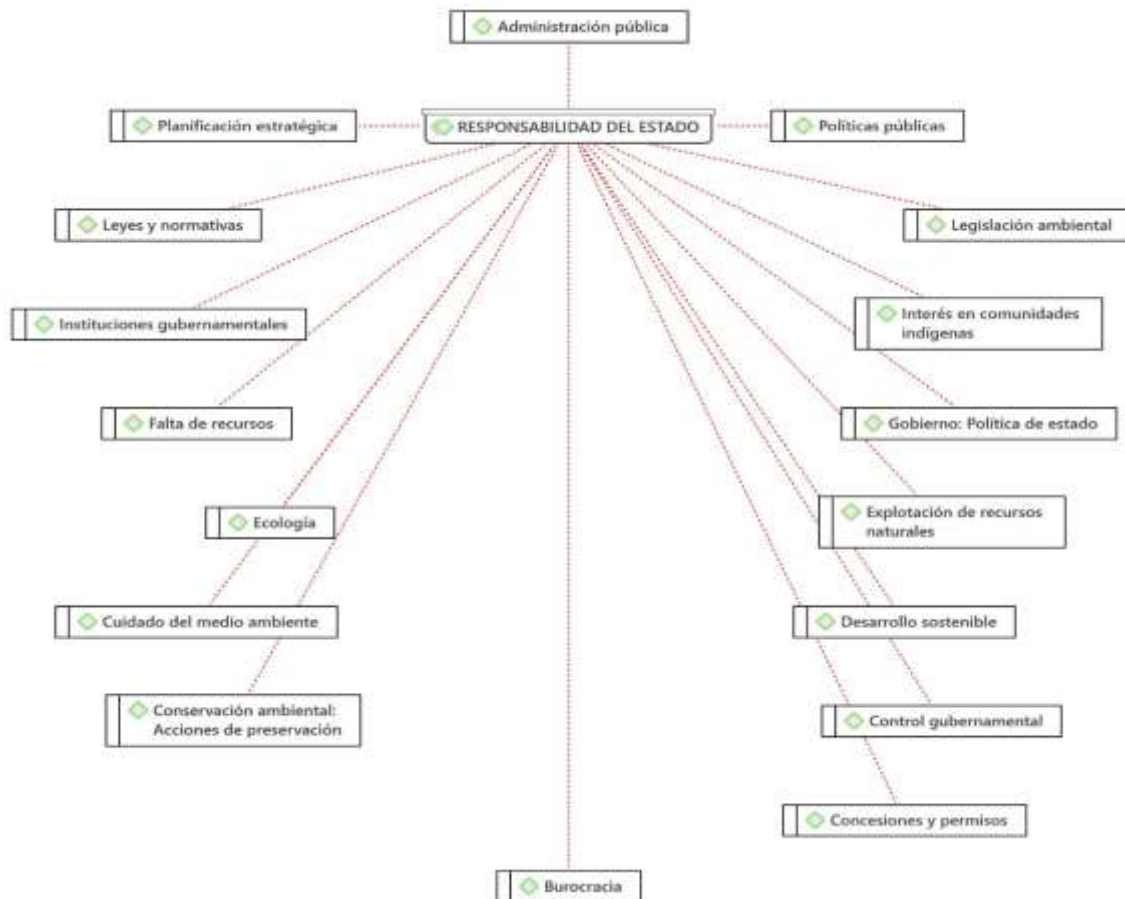 Administración pública
Planificación estratégica
RESPONSABILIDAD DEL ESTADO
Políticas públicas
Leyes y normativas
Legislación ambiental
Instituciones gubernamentales
Interés en comunidades
indígenas
Falta de recursos
Gobierno: Política de estado
Ecología
Explotación de recursos
naturales
Cuidado del medio ambiente
Desarrollo sostenible
Conservación ambiental:
Acciones de preservación
Control gubernamental
Concesiones y permisos
Burocracia